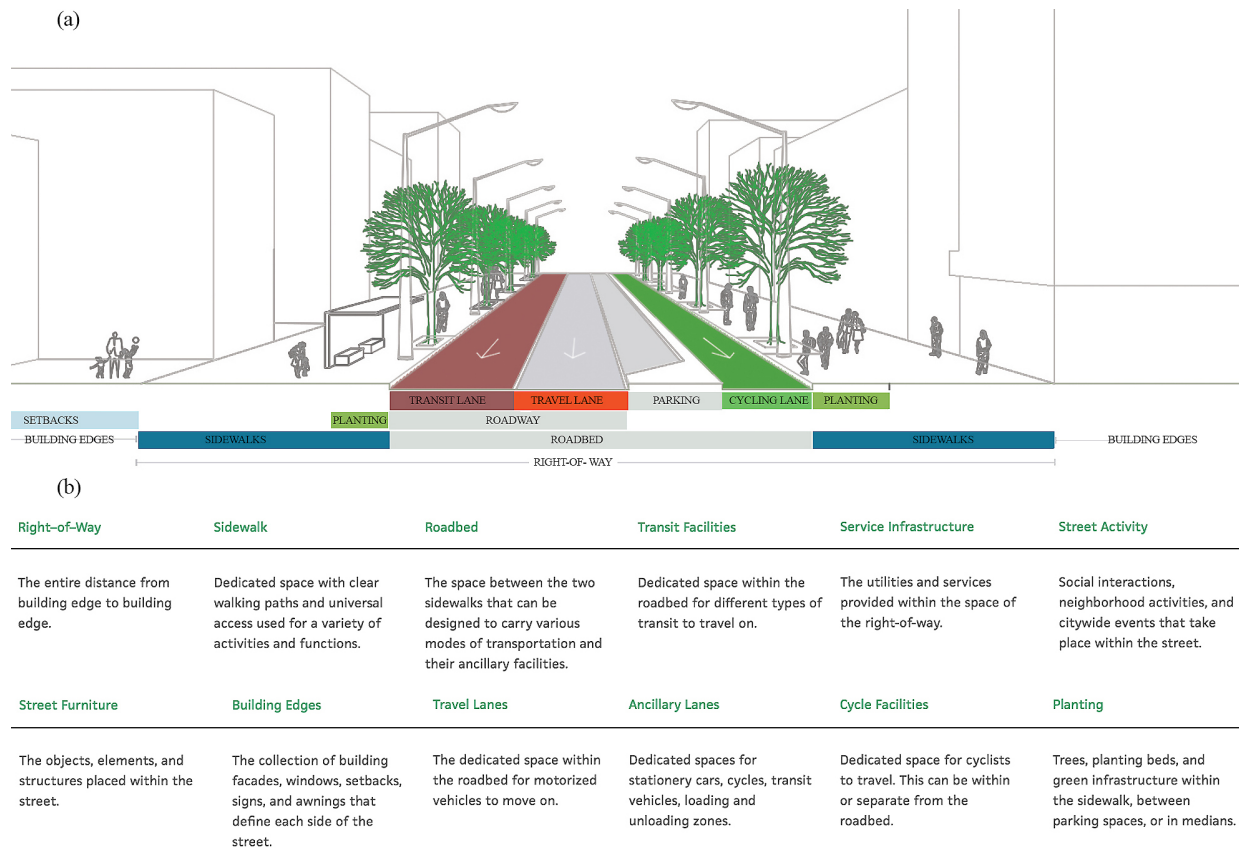 (a)
TRANSIT LANE TRAVEL LANE PARKING CYCLING LANE PLANTING
SETBACKS PLANTING ROADWAY
BUILDING EDGES SIDEWALKS ROADBED SIDEWALKS BUILDING EDGES
RIGHT-OF- WAY
(b)
Right–of–Way
The entire distance from
building edge to building
edge.
Sidewalk
Dedicated space with clear
walking paths and universal
access used for a variety of
activities and functions.
Roadbed
The space between the two
sidewalks that can be
designed to carry various
modes of transportation and
their ancillary facilities.
Transit Facilities
Dedicated space within the
roadbed for different types of
transit to travel on.
Service Infrastructure
The utilities and services
provided within the space of
the right-of-way.
Street Activity
Social interactions,
neighborhood activities, and
citywide events that take
place within the street.
Street Furniture
The objects, elements, and
structures placed within the
street.
Building Edges
The collection of building
facades, windows, setbacks,
signs, and awnings that
define each side of the
street.
Travel Lanes
The dedicated space within
the roadbed for motorized
vehicles to move on.
Ancillary Lanes
Dedicated spaces for
stationery cars, cycles, transit
vehicles, loading and
unloading zones.
Cycle Facilities
Dedicated space for cyclists
to travel. This can be within
or separate from the
roadbed.
Planting
Trees, planting beds, and
green infrastructure within
the sidewalk, between
parking spaces, or in medians.